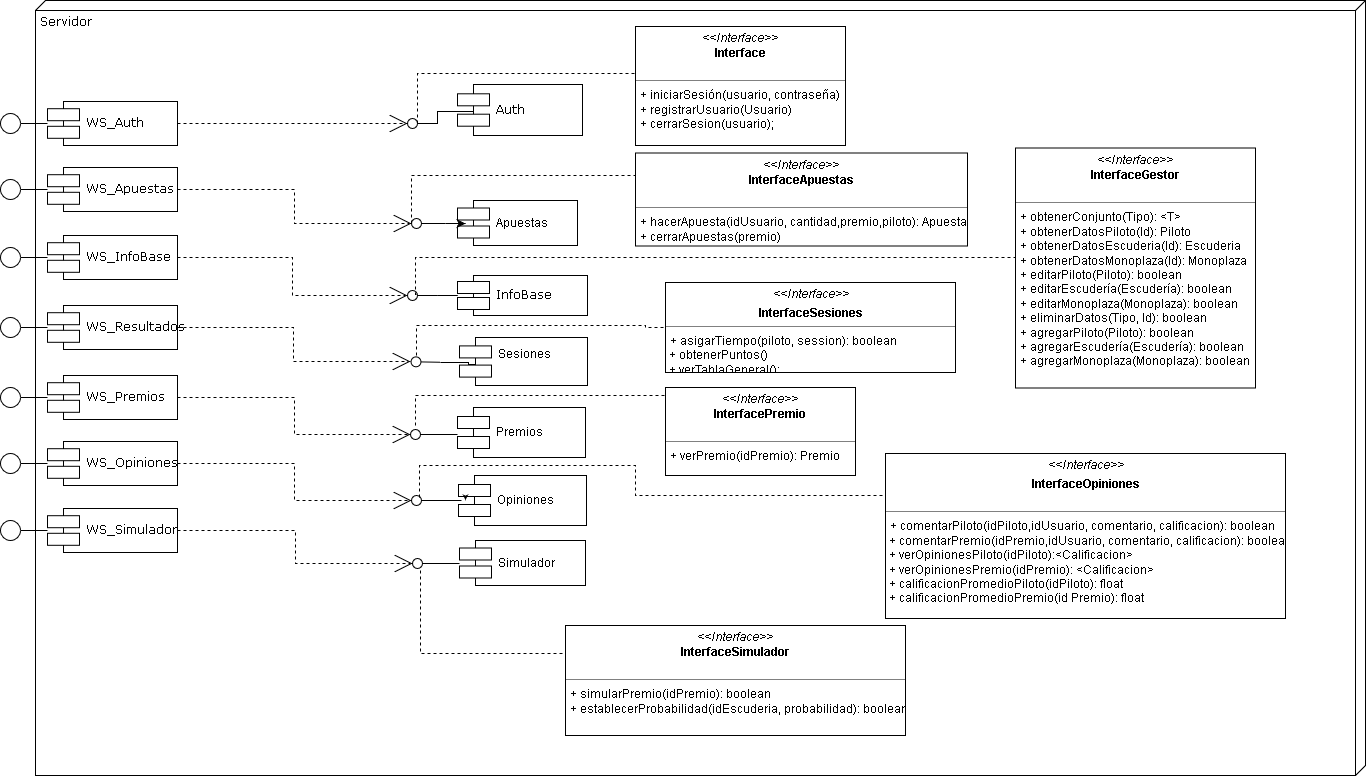 Servidor
WS_Auth
WS_Apuestas
WS_InfoBase
WS_Resultados
WS_Premios
WS_Opiniones
WS_Simulador
Auth
Apuestas
InfoBase
Sesiones
Premios
Opiniones
Simulador
<<Interface>>
Interface
+ iniciarSesión(usuario, contraseña)
+ registrarUsuario(Usuario)
+ cerrarSesion(usuario);
<<Interface>>
InterfaceApuestas
+ hacerApuesta(idUsuario, cantidad,premio,piloto): Apuesta
+ cerrarApuestas(premio)
<<Interface>>
InterfaceGestor
+ obtenerConjunto(Tipo): <T>
+ obtenerDatosPiloto(Id): Piloto
+ obtenerDatosEscuderia(Id): Escuderia
+ obtenerDatosMonoplaza(Id): Monoplaza
+ editarPiloto(Piloto): boolean
+ editarEscudería(Escudería): boolean
+ editarMonoplaza(Monoplaza): boolean
+ eliminarDatos(Tipo, Id): boolean
+ agregarPiloto(Piloto): boolean
+ agregarEscudería(Escudería): boolean
+ agregarMonoplaza(Monoplaza): boolean
<<Interface>>
InterfaceSesiones
+ asigarTiempo(piloto, session): boolean
+ obtenerPuntos()
+ verTablaGeneral();
<<Interface>>
InterfacePremio
+ verPremio(idPremio): Premio
<<Interface>>
InterfaceOpiniones
+ comentarPiloto(idPiloto,idUsuario, comentario, calificacion): boolean
+ comentarPremio(idPremio,idUsuario, comentario, calificacion): boolea
+ verOpinionesPiloto(idPiloto):<Calificacion>
+ verOpinionesPremio(idPremio): <Calificacion>
+ calificacionPromedioPiloto(idPiloto): float
+ calificacionPromedioPremio(id Premio): float
<<Interface>>
InterfaceSimulador
+ simularPremio(idPremio): boolean
+ establecerProbabilidad(idEscuderia, probabilidad): boolean